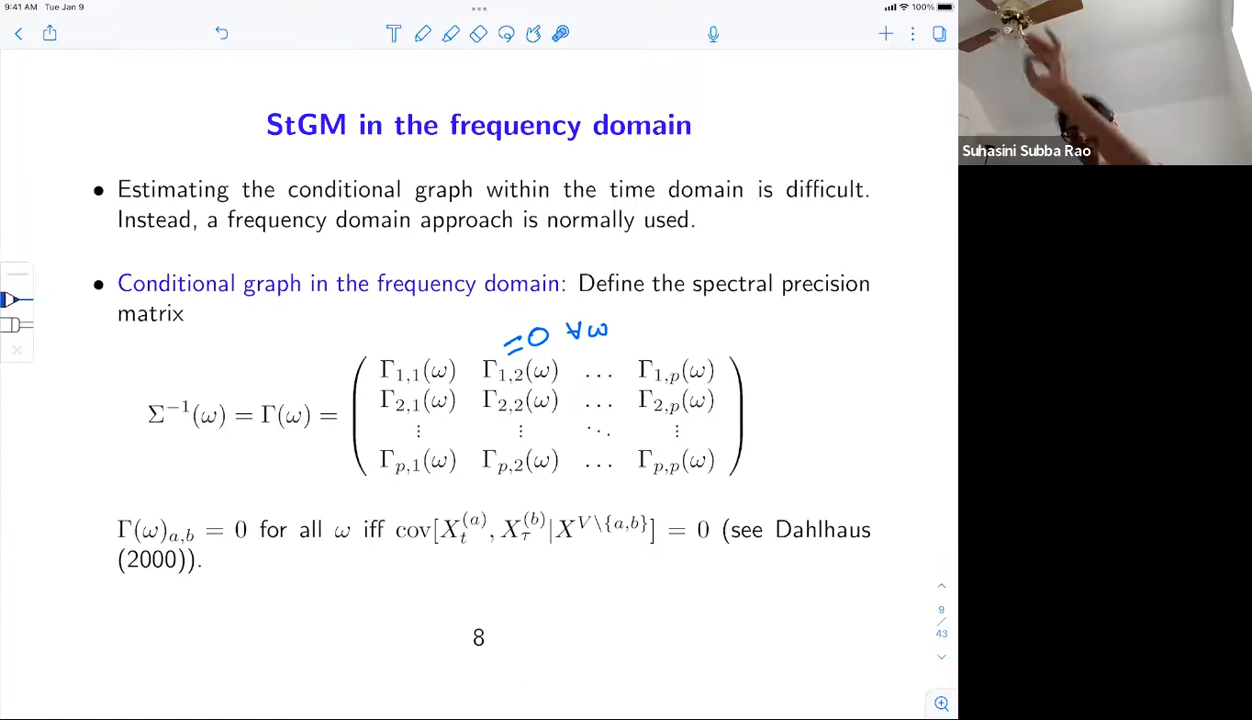 9:41 AM Tue Jan 9
100%
StGM in the frequency domain
• Estimating the conditional graph within the time domain is difficult.
Instead, a frequency domain approach is normally used.
• Conditional graph in the frequency domain: Define the spectral precision
matrix
=0 ∀ω
Σ⁻¹(ω) = Γ(ω) =
Γ₁,₁(ω) Γ₁,₂(ω) … Γ₁,ₚ(ω)
Γ₂,₁(ω) Γ₂,₂(ω) … Γ₂,ₚ(ω)
⋮ ⋮ ⋱ ⋮
Γₚ,₁(ω) Γₚ,₂(ω) … Γₚ,ₚ(ω)
Γ(ω)_{a,b} = 0 for all ω iff cov[X_t^{(a)}, X_τ^{(b)}|X^{V\{a,b}}] = 0 (see Dahlhaus
(2000)).
8
9
/
43
Suhasini Subba Rao